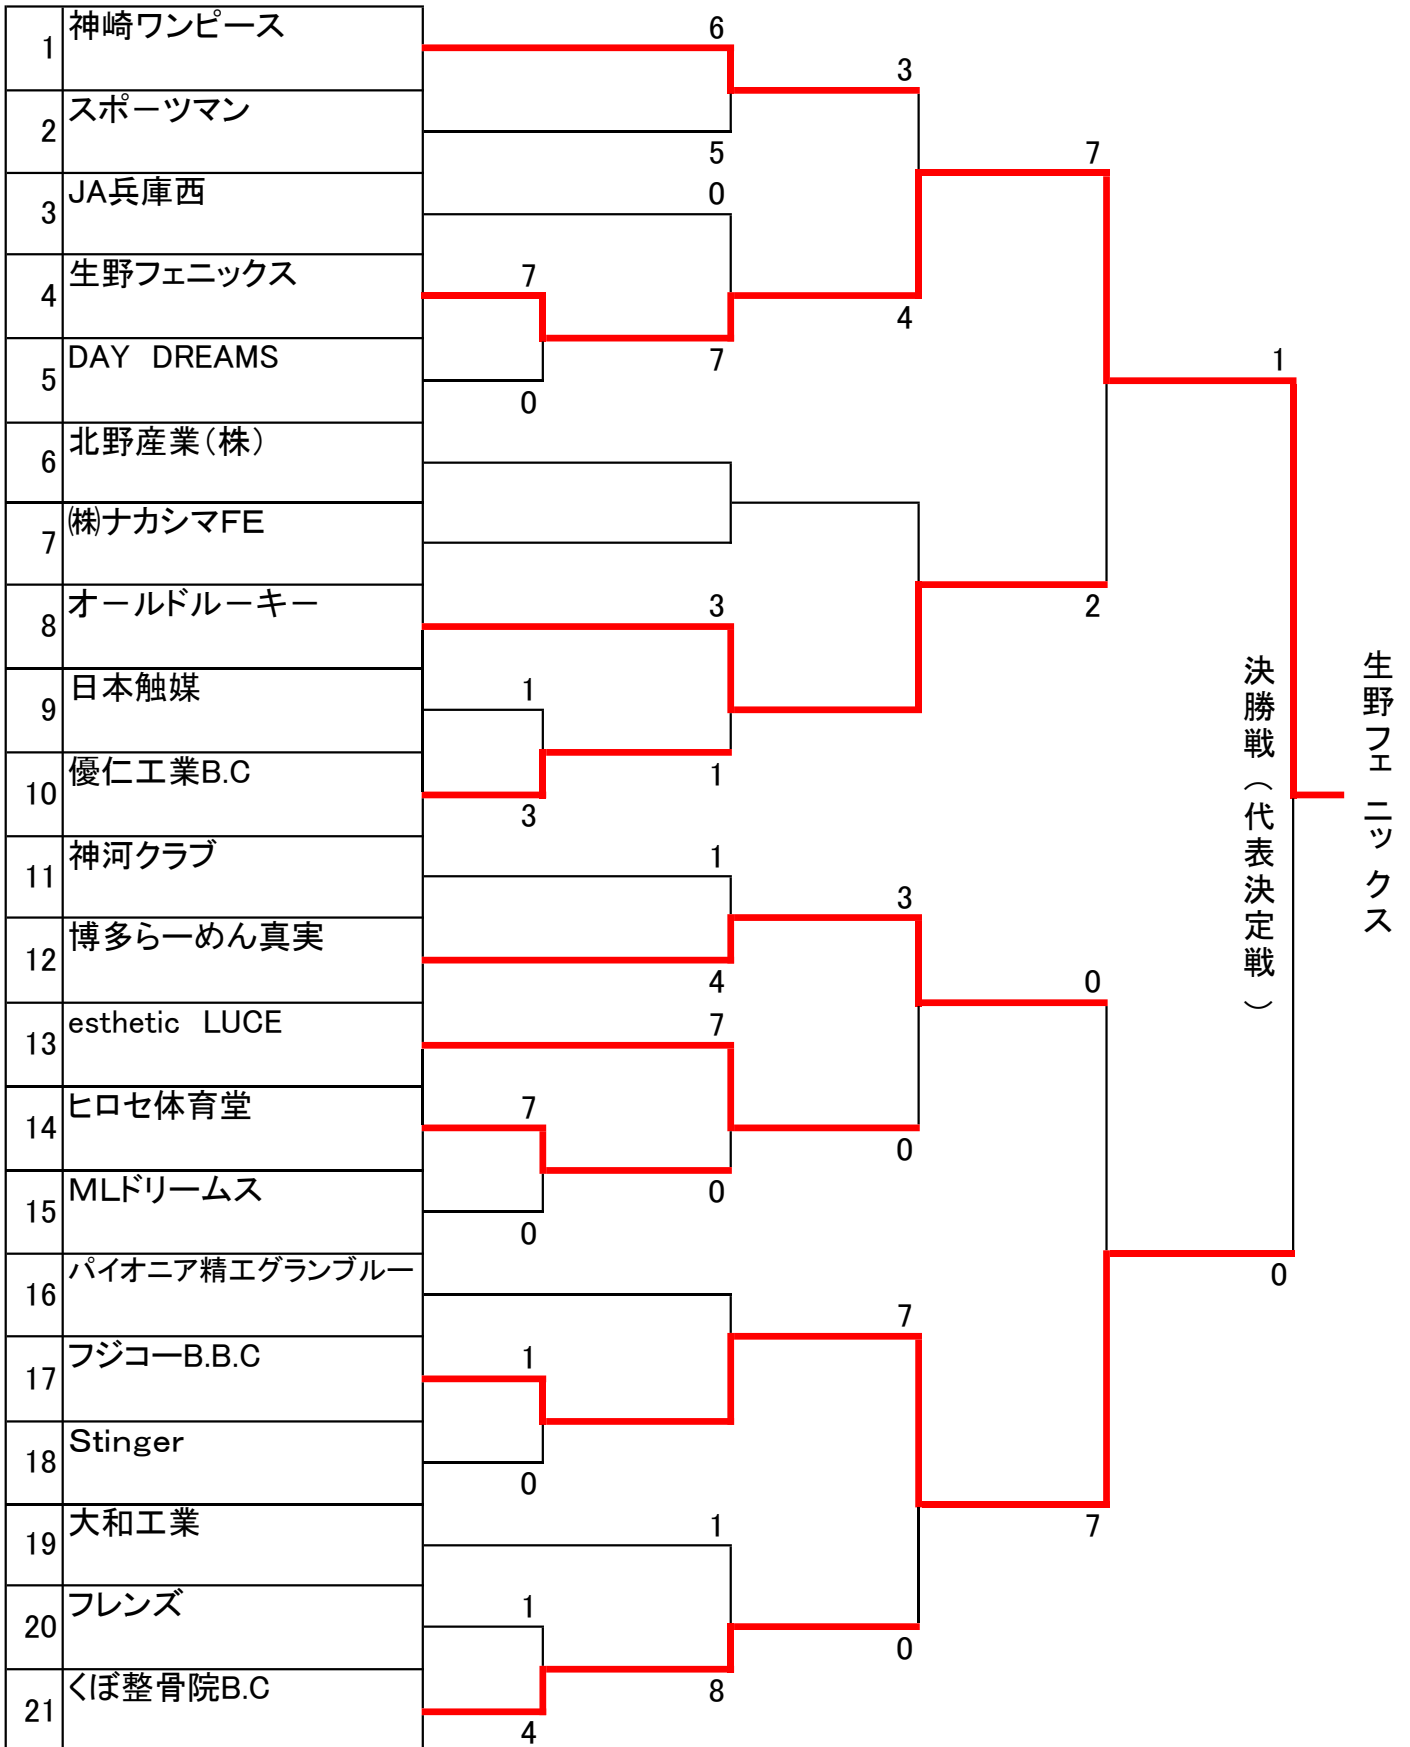 1 神崎ワンピース
2 スポーツマン
3 JA兵庫西
4 生野フェニックス
5 DAY　DREAMS
6 北野産業（株）
7 ㈱ナカシマFE
8 オールドルーキー
9 日本触媒
10 優仁工業B.C
11 神河クラブ
12 博多らーめん真実
13 esthetic　LUCE
14 ヒロセ体育堂
15 MLドリームス
16 パイオニア精工グランブルー
17 フジコーB.B.C
18 Stinger
19 大和工業
20 フレンズ
21 くぼ整骨院B.C
7
0
1
3
7
0
1
0
1
4
6
5
0
7
3
1
1
4
7
0
1
8
3
4
3
0
7
0
7
2
0
7
1
0
決勝戦（代表決定戦）
生野フェニックス